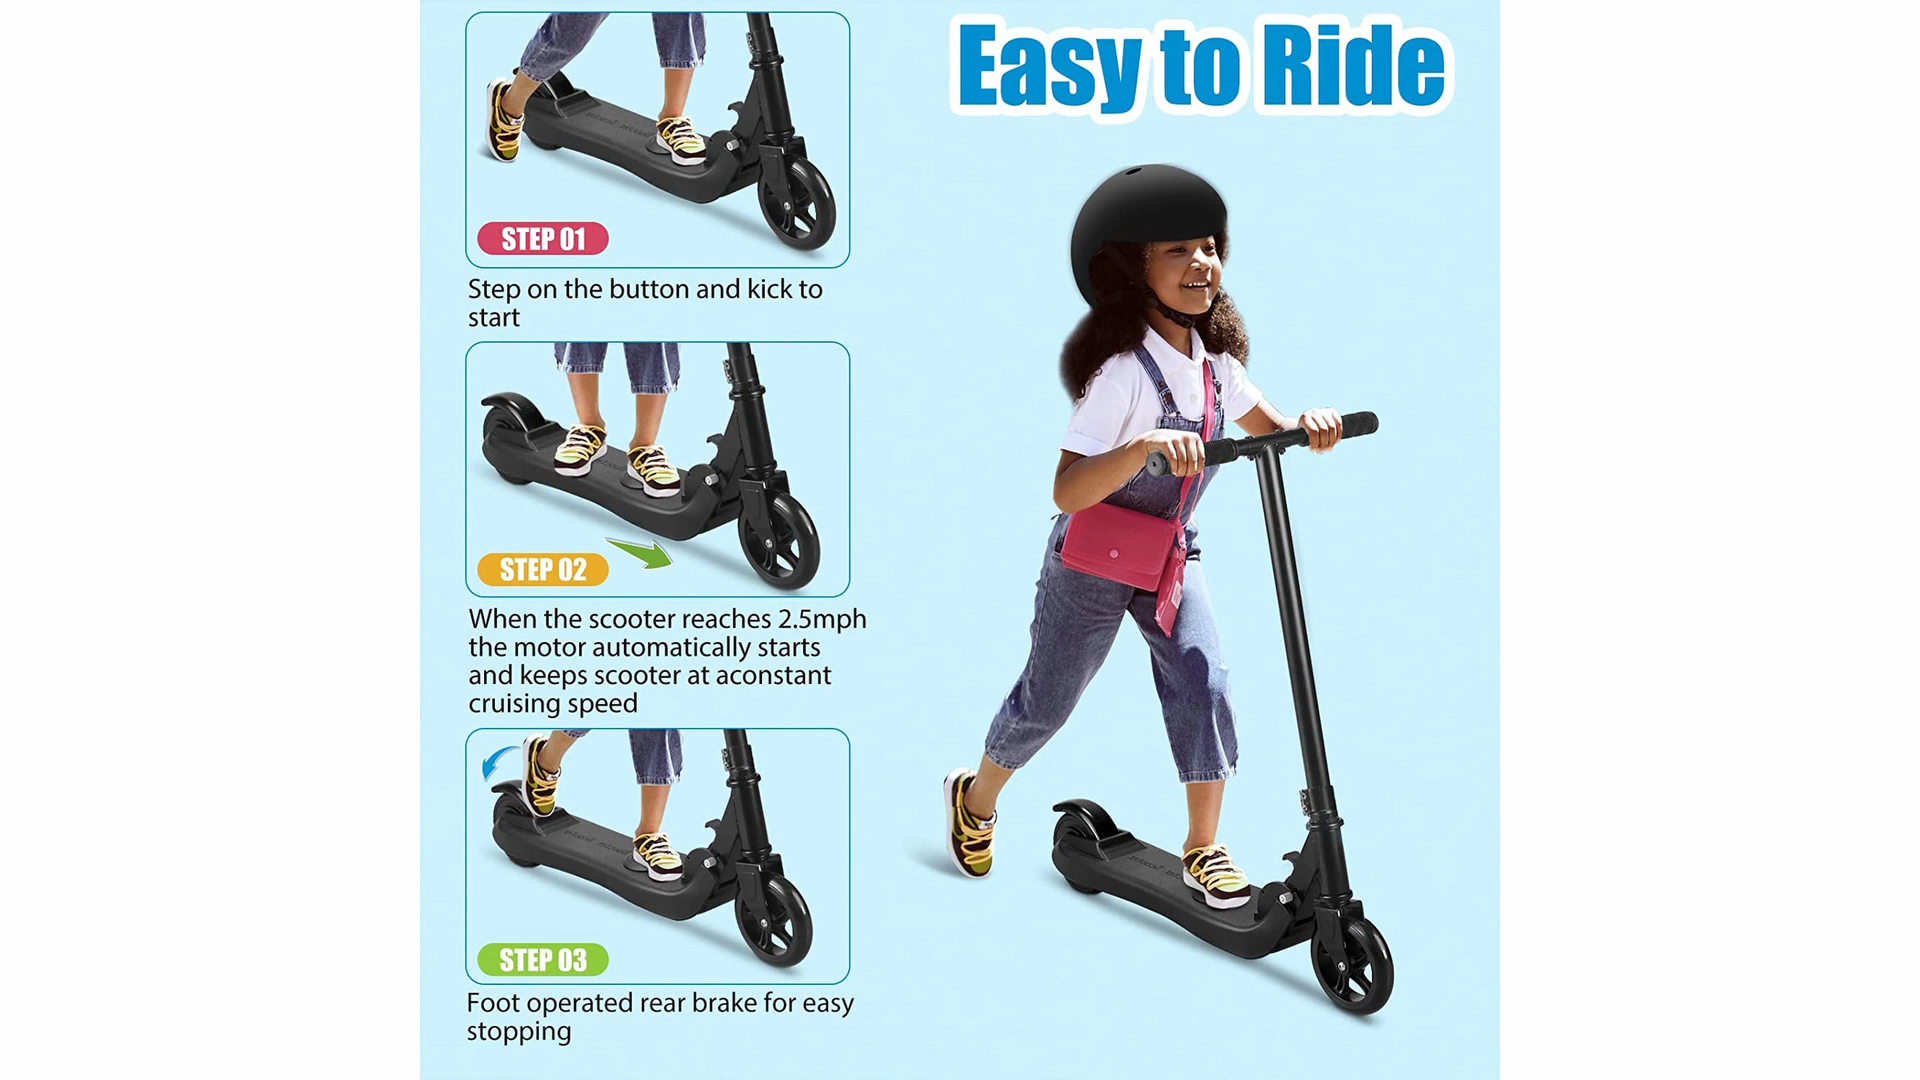 Easy to Ride
STEP 01
Step on the button and kick to
start
STEP 02
When the scooter reaches 2.5mph
the motor automatically starts
and keeps scooter at aconstant
cruising speed
STEP 03
Foot operated rear brake for easy
stopping